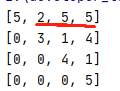 [5, 2, 5, 5]
[0, 3, 1, 4]
[0, 0, 4, 1]
[0, 0, 0, 5]